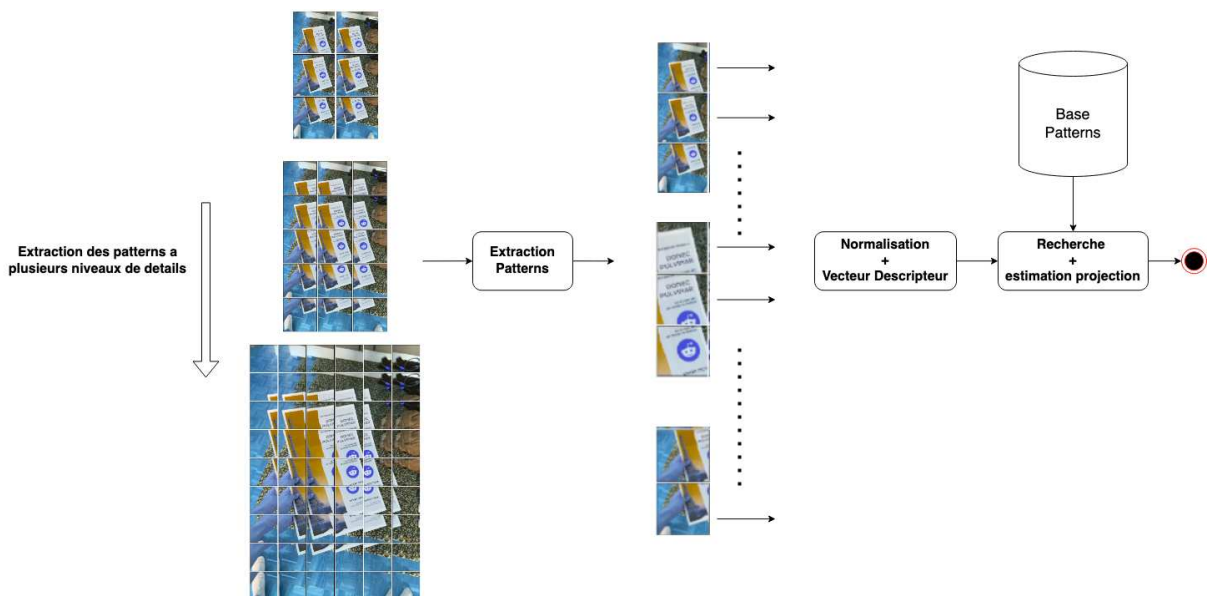 Extraction des patterns a
plusieurs niveaux de details
Extraction
Patterns
Normalisation
+
Vecteur Descripteur
Base
Patterns
Recherche
+
estimation projection